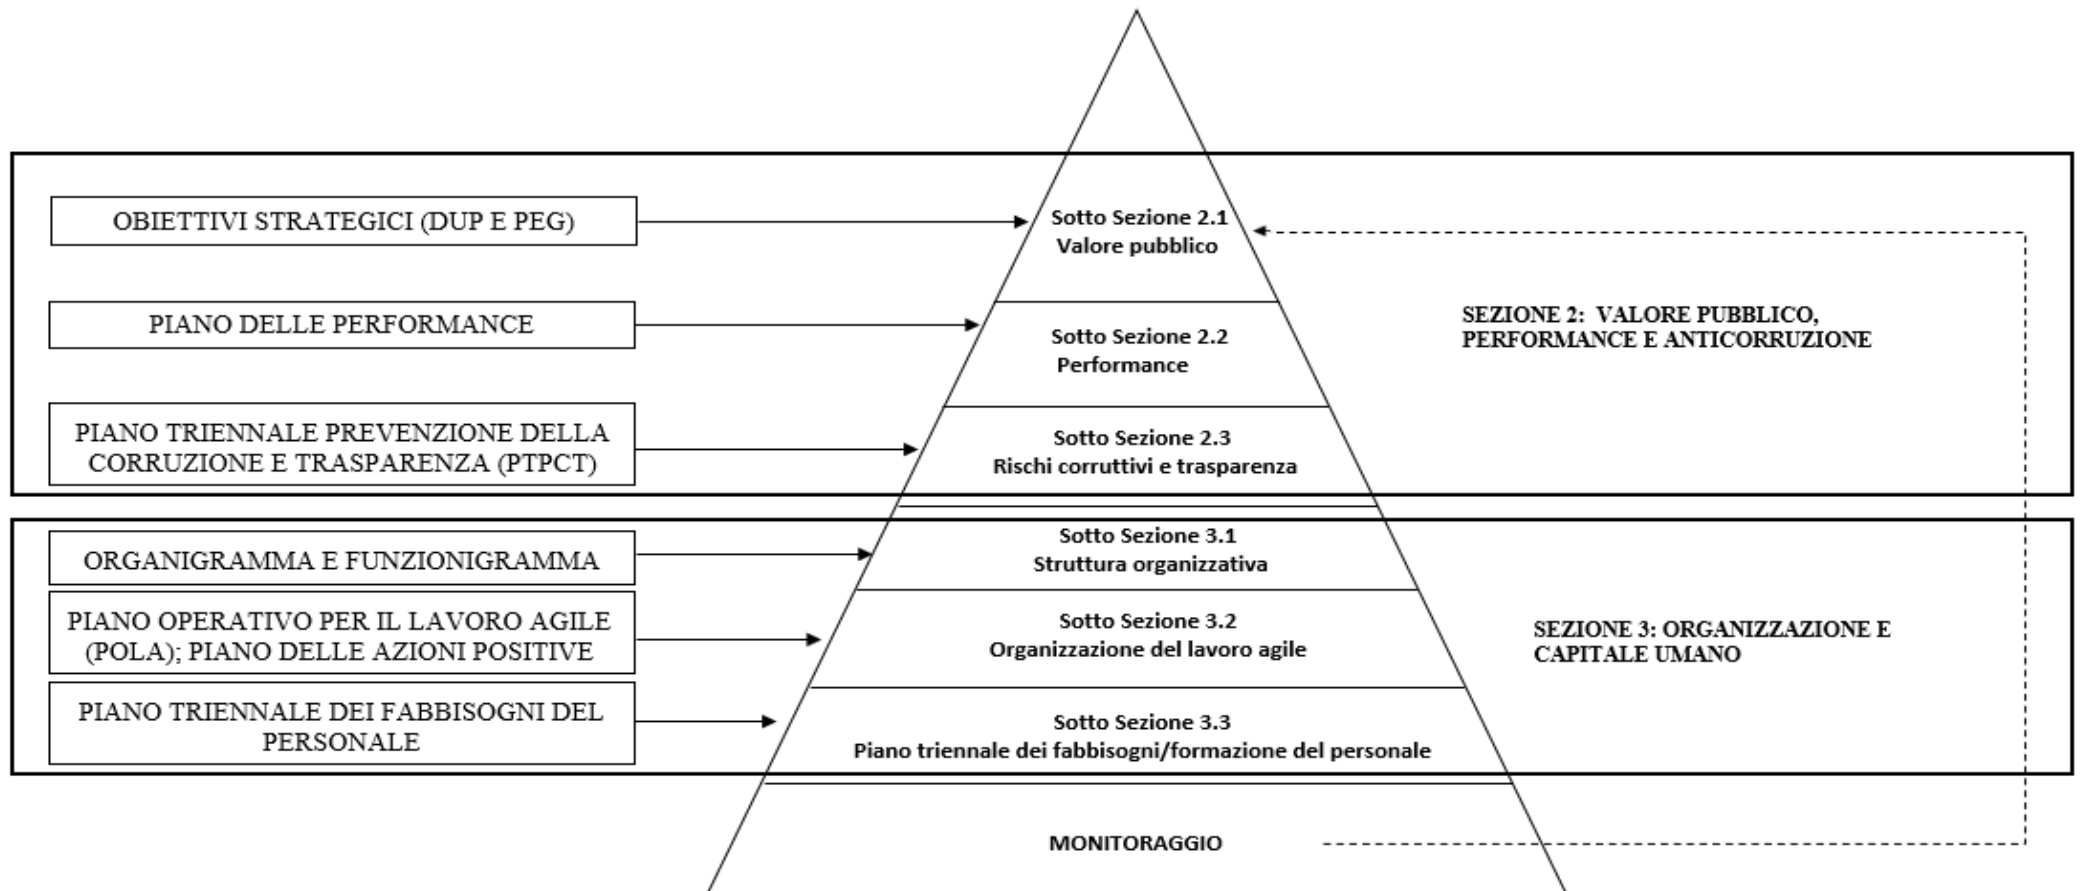 OBIETTIVI STRATEGICI (DUP E PEG)
Sotto Sezione 2.1
Valore pubblico
PIANO DELLE PERFORMANCE
Sotto Sezione 2.2
Performance
SEZIONE 2: VALORE PUBBLICO,
PERFORMANCE E ANTICORRUZIONE
PIANO TRIENNALE PREVENZIONE DELLA
CORRUZIONE E TRASPARENZA (PTPCT)
Sotto Sezione 2.3
Rischi corruttivi e trasparenza
ORGANIGRAMMA E FUNZIONIGRAMMA
Sotto Sezione 3.1
Struttura organizzativa
PIANO OPERATIVO PER IL LAVORO AGILE
(POLA); PIANO DELLE AZIONI POSITIVE
Sotto Sezione 3.2
Organizzazione del lavoro agile
SEZIONE 3: ORGANIZZAZIONE E
CAPITALE UMANO
PIANO TRIENNALE DEI FABBISOGNI DEL
PERSONALE
Sotto Sezione 3.3
Piano triennale dei fabbisogni/formazione del personale
MONITORAGGIO